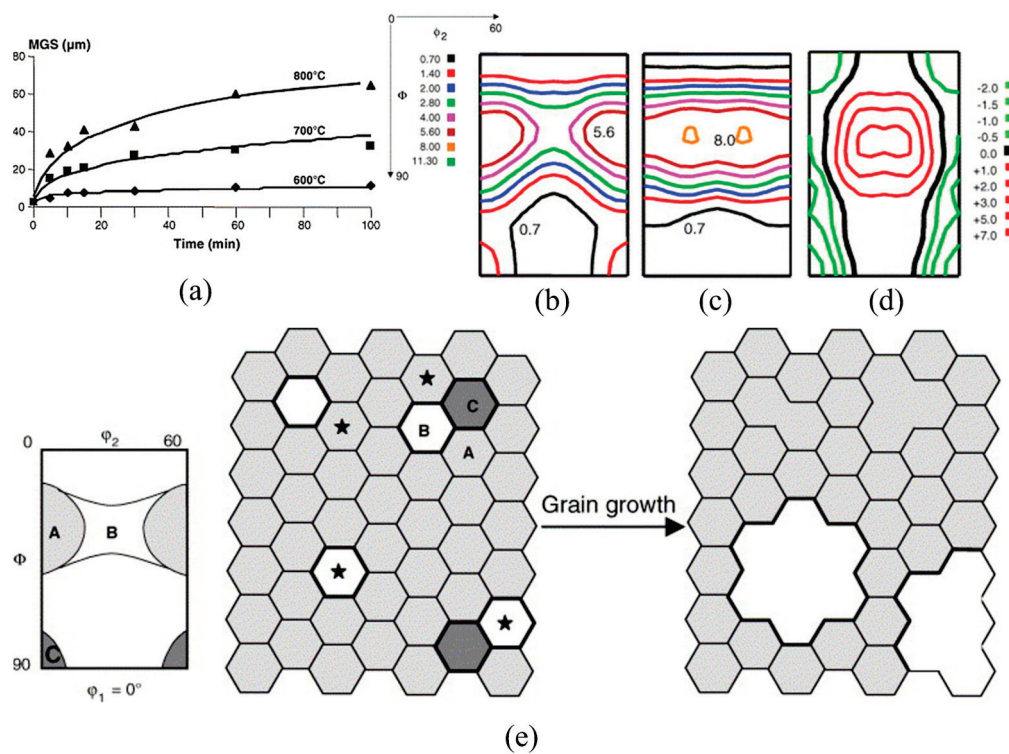 MGS (µm)
80
60
40
20
0
0
20
40
60
80
100
Time (min)
800°C
700°C
600°C
(a)
0
φ2
60
Φ
90
0.70
1.40
2.00
2.80
4.00
5.60
8.00
11.30
5.6
0.7
(b)
8.0
0.7
(c)
(d)
-2.0
-1.5
-1.0
-0.5
0.0
+1.0
+2.0
+3.0
+5.0
+7.0
0
φ2
60
A
B
Φ
C
90
φ1 = 0°
C
B
A
Grain growth
(e)